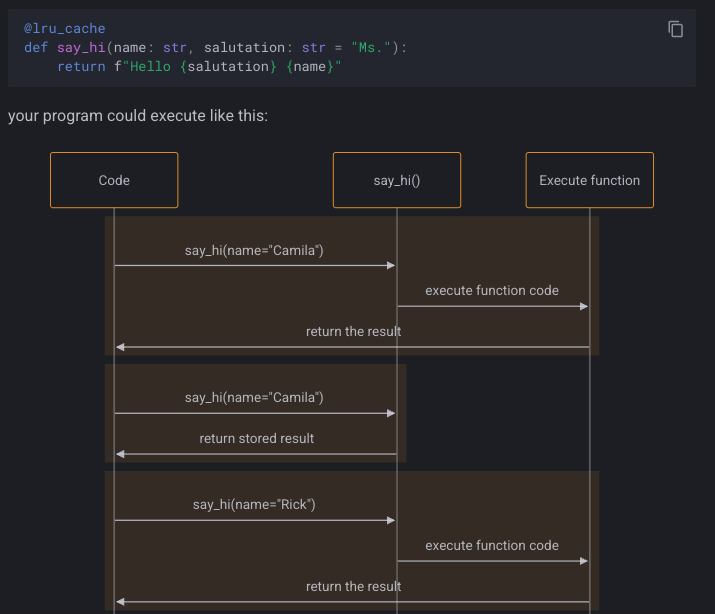 @lru_cache
def say_hi(name: str, salutation: str = "Ms."):
    return f"Hello {salutation} {name}"
your program could execute like this:
Code
say_hi()
Execute function
say_hi(name="Camila")
execute function code
return the result
say_hi(name="Camila")
return stored result
say_hi(name="Rick")
execute function code
return the result